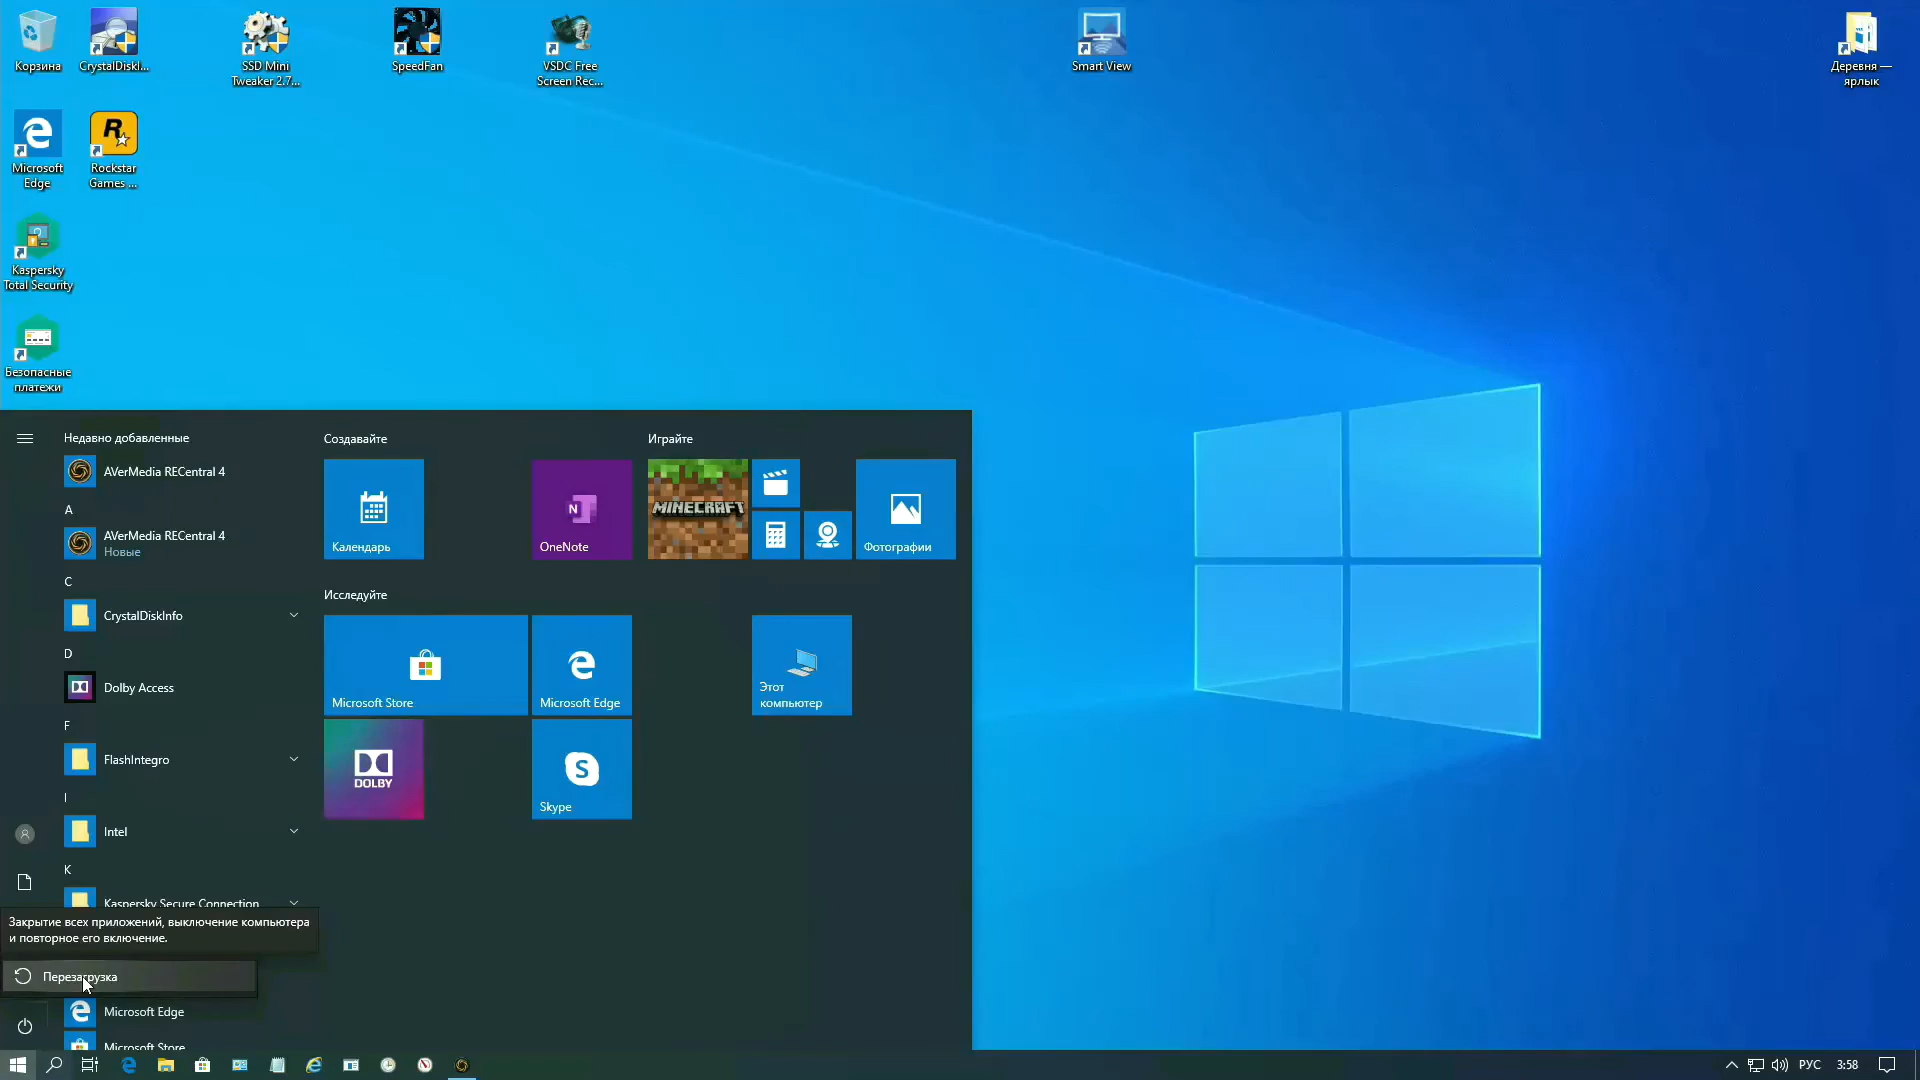 Корзина
CrystalDiskI...
SSD Mini
Tweaker 2.7...
SpeedFan
VSDC Free
Screen Rec...
Smart View
Деревня —
ярлык
Microsoft
Edge
Rockstar
Games ...
Kaspersky
Total Security
Безопасные
платежи
Недавно добавленные
AVerMedia RECentral 4
A
AVerMedia RECentral 4
Новые
C
CrystalDiskInfo
D
Dolby Access
F
FlashIntegro
I
Intel
K
Kaspersky Secure Connection
Закрытие всех приложений, выключение компьютера
и повторное его включение.
Перезагрузка
Microsoft Edge
Microsoft Store
Создавайте
Календарь
OneNote
Играйте
MINECRAFT
Фотографии
Исследуйте
Microsoft Store
Microsoft Edge
Этот
компьютер
DOLBY
Skype
РУС
3:58